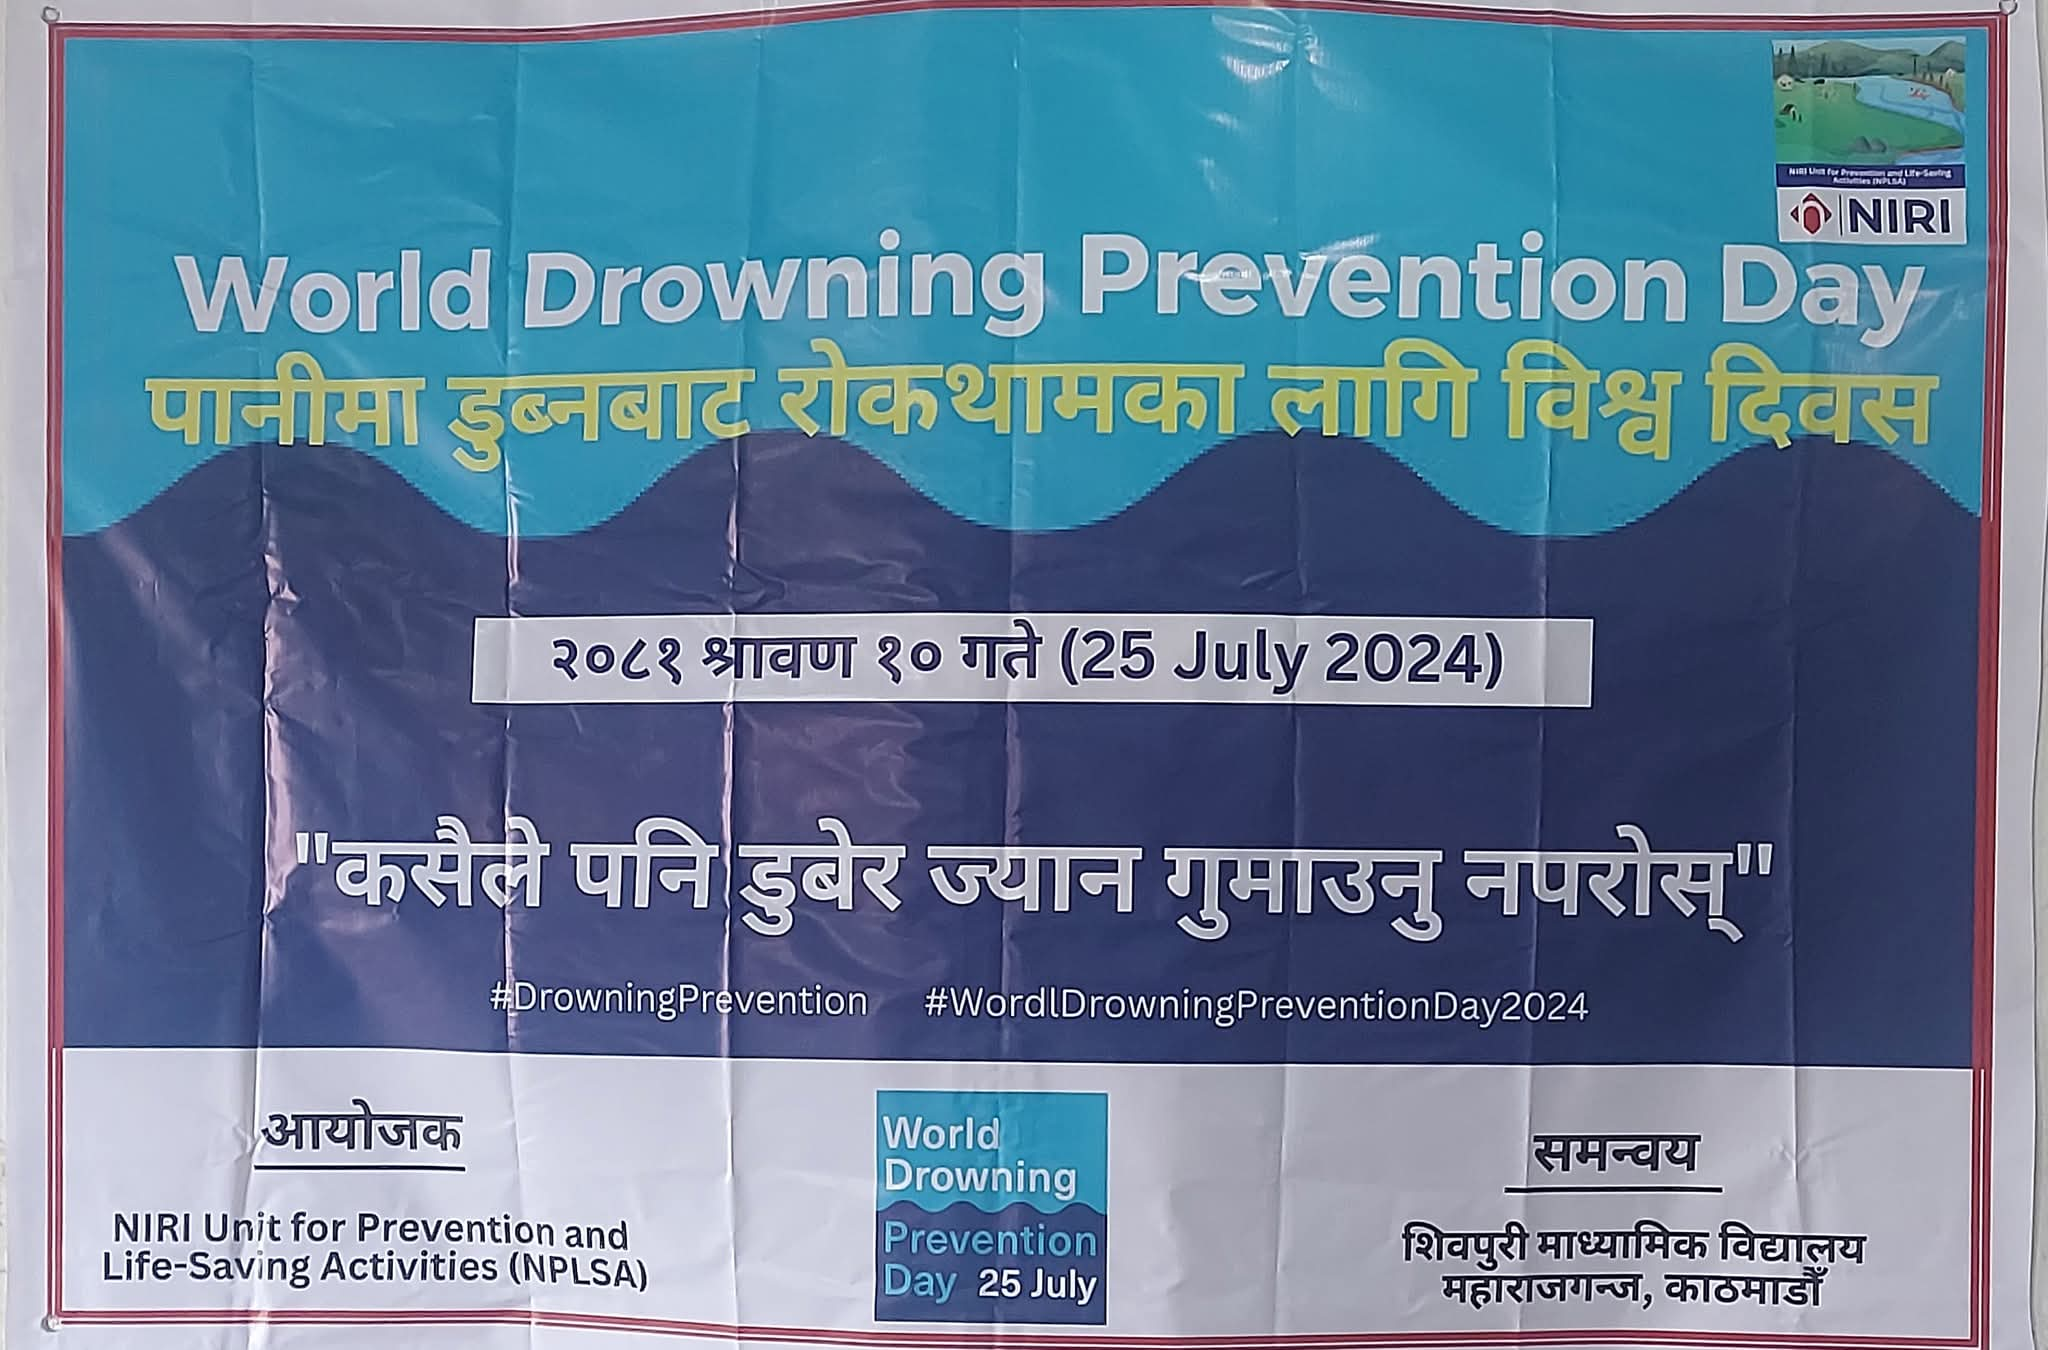 NIRI Unit for Prevention and Life-Saving
Activities (NPLSA)
NIRI
World Drowning Prevention Day
पानीमा डुब्नबाट रोकथामका लागि विश्व दिवस
२०८१ श्रावण १० गते (25 July 2024)
"कसैले पनि डुबेर ज्यान गुमाउनु नपरोस्"
#DrowningPrevention #WordlDrowningPreventionDay2024
आयोजक
NIRI Unit for Prevention and
Life-Saving Activities (NPLSA)
World
Drowning
Prevention
Day 25 July
समन्वय
शिवपुरी माध्यामिक विद्यालय
महाराजगन्ज, काठमाडौँ